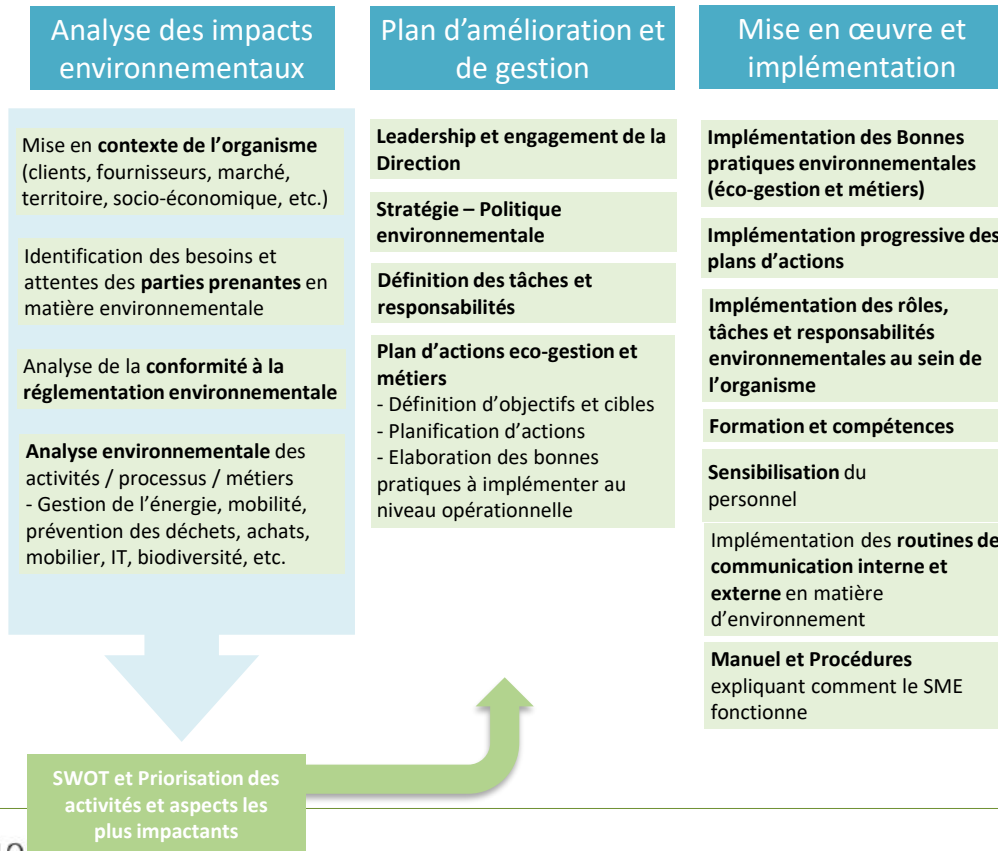 Analyse des impacts
environnementaux
Mise en contexte de l'organisme
(clients, fournisseurs, marché,
territoire, socio-économique, etc.)
Identification des besoins et
attentes des parties prenantes en
matière environnementale
Analyse de la conformité à la
réglementation environnementale
Analyse environnementale des
activités / processus / métiers
- Gestion de l'énergie, mobilité,
prévention des déchets, achats,
mobilier, IT, biodiversité, etc.
SWOT et Priorisation des
activités et aspects les
plus impactants
Plan d'amélioration et
de gestion
Leadership et engagement de la
Direction
Stratégie – Politique
environnementale
Définition des tâches et
responsabilités
Plan d'actions eco-gestion et
métiers
- Définition d'objectifs et cibles
- Planification d'actions
- Elaboration des bonnes
pratiques à implémenter au
niveau opérationnelle
Mise en œuvre et
implémentation
Implémentation des Bonnes
pratiques environnementales
(éco-gestion et métiers)
Implémentation progressive des
plans d'actions
Implémentation des rôles,
tâches et responsabilités
environnementales au sein de
l'organisme
Formation et compétences
Sensibilisation du
personnel
Implémentation des routines de
communication interne et
externe en matière
d'environnement
Manuel et Procédures
expliquant comment le SME
fonctionne